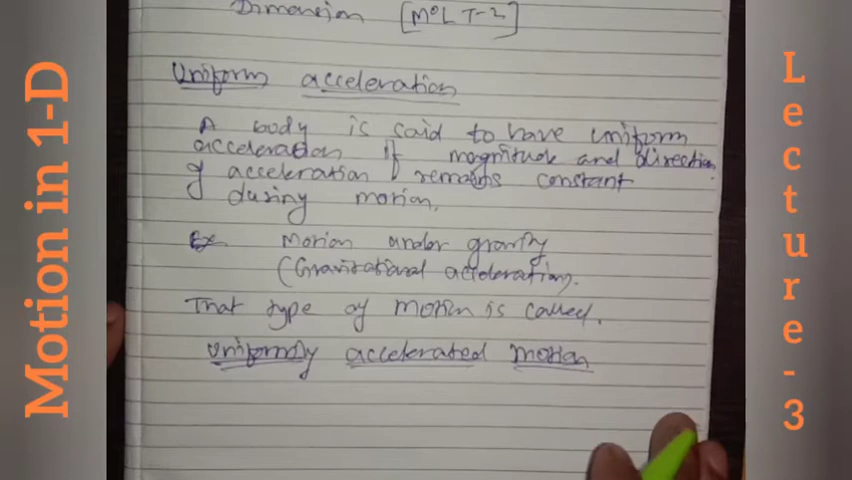 Motion in 1-D
Dimension [M⁰L T-2]
Uniform acceleration
A body is said to have uniform
acceleration if magnitude and direction
of acceleration remains constant
during motion.
Ex Motion under gravity
(Gravitational acceleration.
That type of motion is called.
Uniformly accelerated motion
Lecture-3